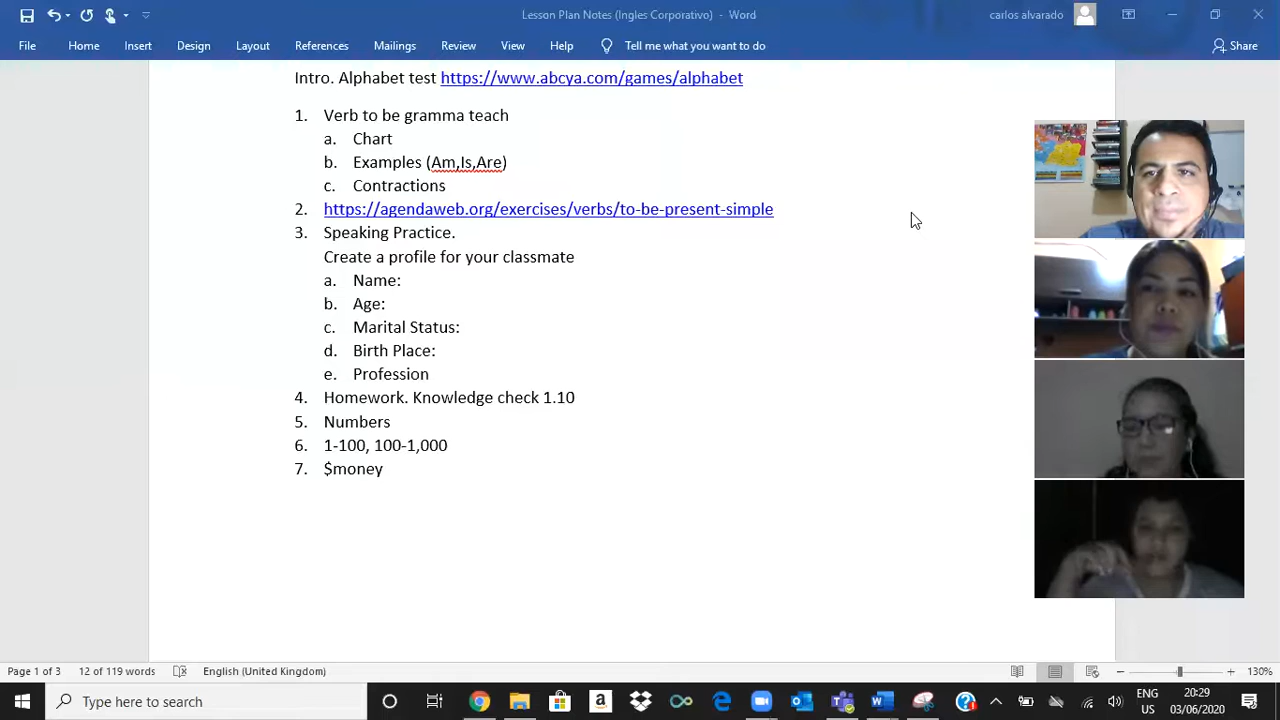 Lesson Plan Notes (Ingles Corporativo) - Word
carlos alvarado
File Home Insert Design Layout References Mailings Review View Help Tell me what you want to do Share
Intro. Alphabet test https://www.abcya.com/games/alphabet
1. Verb to be gramma teach
a. Chart
b. Examples (Am,Is,Are)
c. Contractions
2. https://agendaweb.org/exercises/verbs/to-be-present-simple
3. Speaking Practice.
Create a profile for your classmate
a. Name:
b. Age:
c. Marital Status:
d. Birth Place:
e. Profession
4. Homework. Knowledge check 1.10
5. Numbers
6. 1-100, 100-1,000
7. $money
Page 1 of 3 12 of 119 words English (United Kingdom) 130%
Type here to search
ENG 20:29
US 03/06/2020